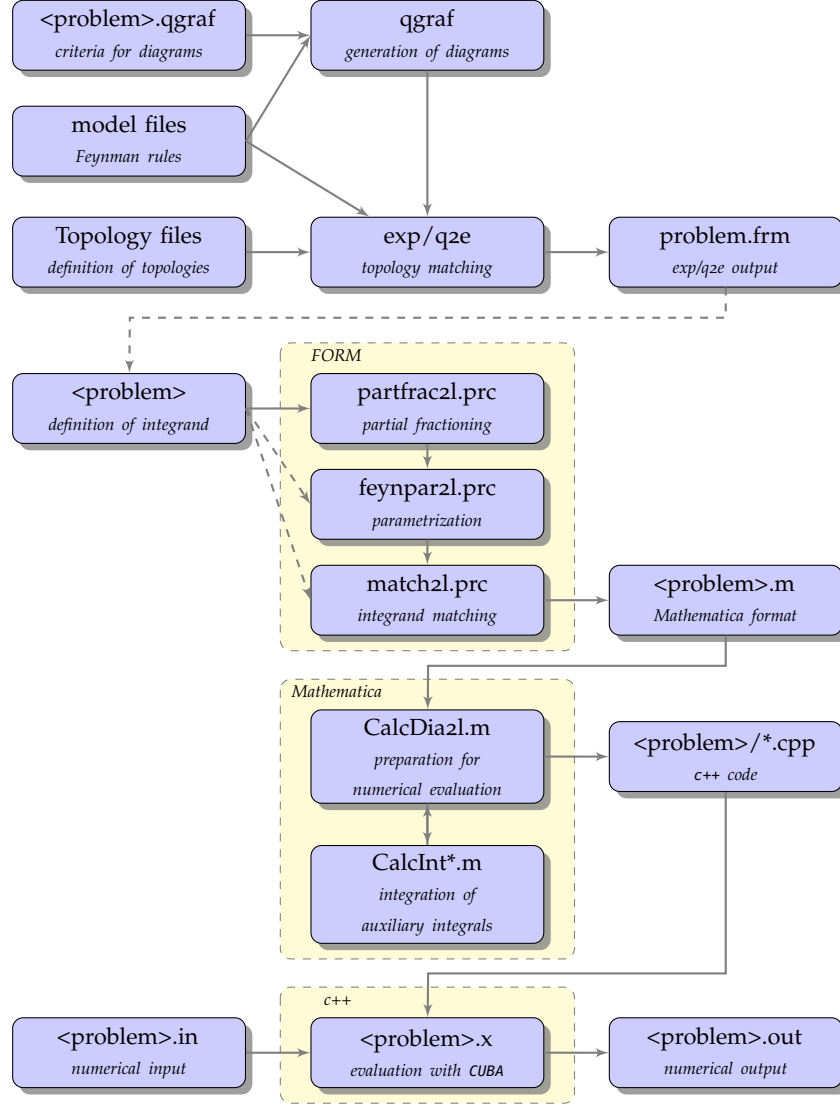 <problem>.qgraf
criteria for diagrams
qgraf
generation of diagrams
model files
Feynman rules
Topology files
definition of topologies
exp/q2e
topology matching
problem.frm
exp/q2e output
FORM
<problem>
definition of integrand
partfrac2l.prc
partial fractioning
feynpar2l.prc
parametrization
match2l.prc
integrand matching
<problem>.m
Mathematica format
Mathematica
CalcDia2l.m
preparation for
numerical evaluation
<problem>/*.cpp
c++ code
CalcInt*.m
integration of
auxiliary integrals
c++
<problem>.in
numerical input
<problem>.x
evaluation with CUBA
<problem>.out
numerical output